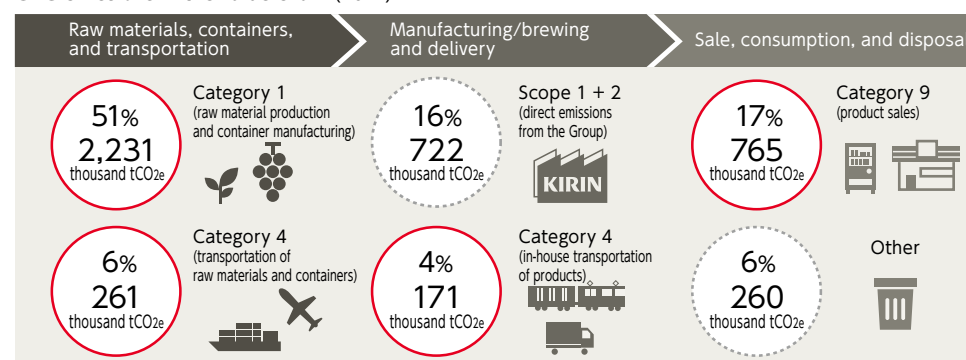 Raw materials, containers,
and transportation
Manufacturing/brewing
and delivery
Sale, consumption, and disposa
51%
2,231
thousand tCO2e
Category 1
(raw material production
and container manufacturing)
16%
722
thousand tCO2e
Scope 1 + 2
(direct emissions
from the Group)
KIRIN
17%
765
thousand tCO2e
Category 9
(product sales)
6%
261
thousand tCO2e
Category 4
(transportation of
raw materials and containers)
4%
171
thousand tCO2e
Category 4
(in-house transportation
of products)
6%
260
thousand tCO2e
Other